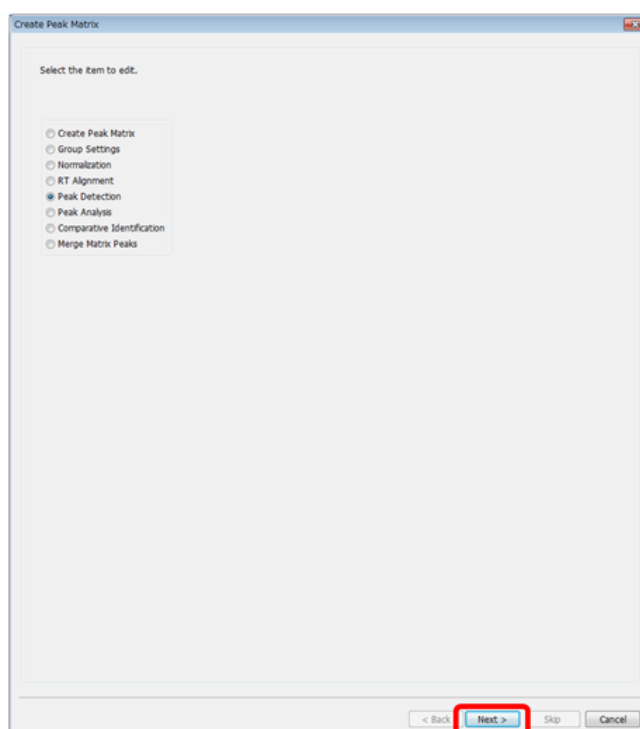 Create Peak Matrix
Select the item to edit.
Create Peak Matrix
Group Settings
Normalization
RT Alignment
Peak Detection
Peak Analysis
Comparative Identification
Merge Matrix Peaks
< Back Next > Skip Cancel